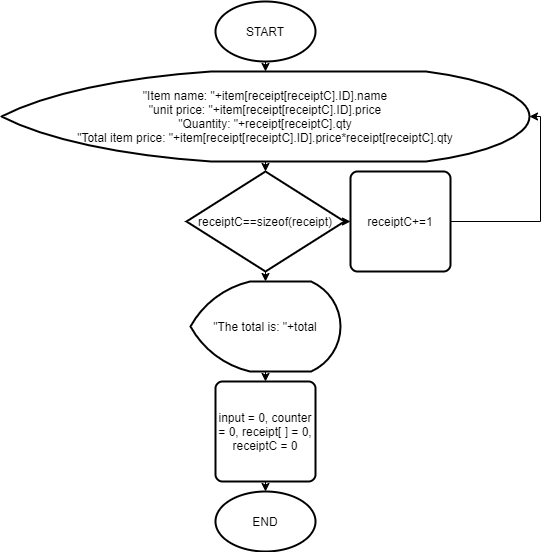 START
"Item name: "+item[receipt[receiptC].ID].name
"unit price: "+item[receipt[receiptC].ID].price
"Quantity: "+receipt[receiptC].qty
"Total item price: "+item[receipt[receiptC].ID].price*receipt[receiptC].qty
receiptC==sizeof(receipt)
receiptC+=1
"The total is: "+total
input = 0, counter
= 0, receipt[ ] = 0,
receiptC = 0
END